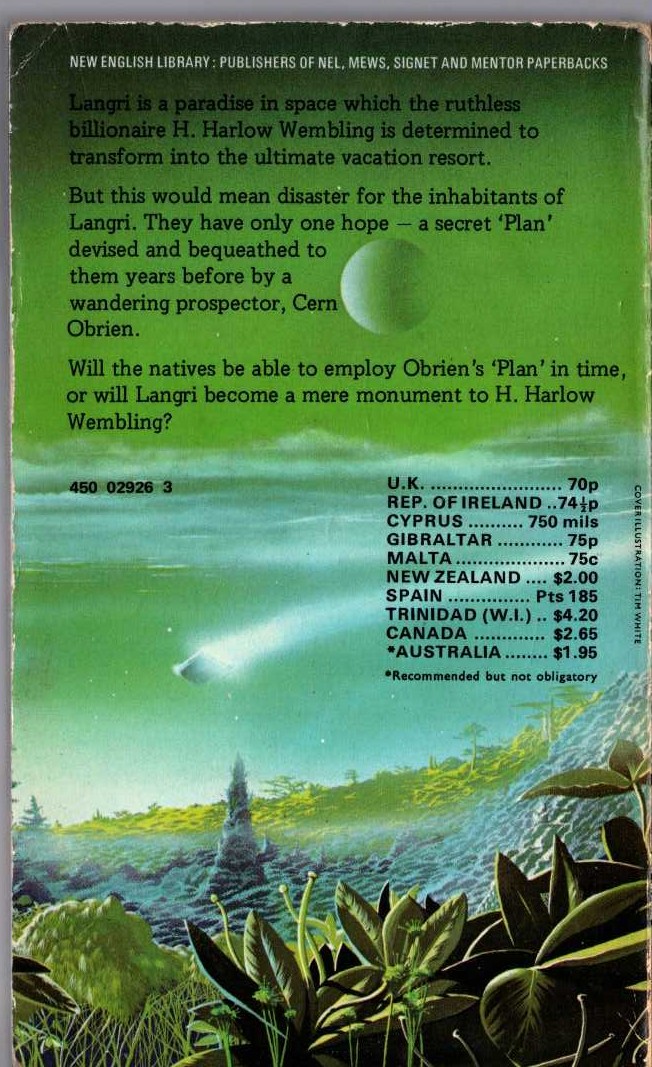 NEW ENGLISH LIBRARY: PUBLISHERS OF NEL, MEWS, SIGNET AND MENTOR PAPERBACKS
Langri is a paradise in space which the ruthless
billionaire H. Harlow Wembling is determined to
transform into the ultimate vacation resort.
But this would mean disaster for the inhabitants of
Langri. They have only one hope – a secret ‘Plan’
devised and bequeathed to
them years before by a
wandering prospector, Cern
Obrien.
Will the natives be able to employ Obrien’s ‘Plan’ in time,
or will Langri become a mere monument to H. Harlow
Wembling?
450 02926 3
U.K. ........................ 70p
REP. OF IRELAND ..74½p
CYPRUS .......... 750 mils
GIBRALTAR ............ 75p
MALTA .................... 75c
NEW ZEALAND .... $2.00
SPAIN ............... Pts 185
TRINIDAD (W.I.) .. $4.20
CANADA ............. $2.65
*AUSTRALIA ........ $1.95
*Recommended but not obligatory
COVER ILLUSTRATION: TIM WHITE